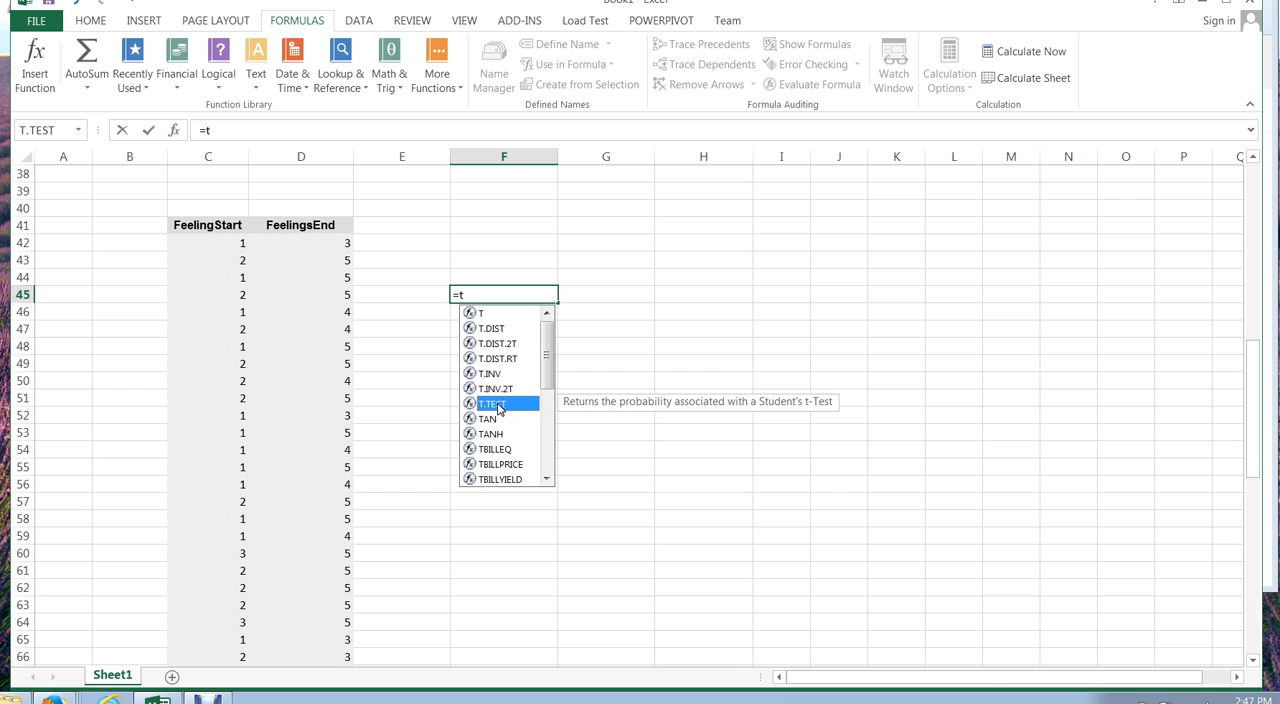 Book1 - Excel
FILE HOME INSERT PAGE LAYOUT FORMULAS DATA REVIEW VIEW ADD-INS Load Test POWERPIVOT Team Sign in
Insert Function AutoSum Recently Used Financial Logical Text Date & Time Lookup & Reference Math & Trig More Functions
Function Library
Name Manager Define Name Use in Formula Create from Selection
Defined Names
Trace Precedents Show Formulas
Trace Dependents Error Checking
Remove Arrows Evaluate Formula
Formula Auditing
Watch Window
Calculation Options Calculate Now Calculate Sheet
Calculation
T.TEST fx =t
A B C D E F G H I J K L M N O P Q
38
39
40
41 FeelingStart FeelingsEnd
42 1 3
43 2 5
44 1 5
45 2 5 =t
46 1 4 T
47 2 4 T.DIST
48 1 5 T.DIST.2T
T.DIST.RT
49 2 5 T.INV
50 2 4 T.INV.2T
51 2 5 T.TEST Returns the probability associated with a Student's t-Test
52 1 3 TAN
53 1 5 TANH
54 1 4 TBILLEQ
55 1 5 TBILLPRICE
56 1 4 TBILLYIELD
57 2 5
58 1 5
59 1 4
60 3 5
61 2 5
62 2 5
63 2 5
64 3 5
65 1 3
66 2 3
Sheet1
2:47 PM